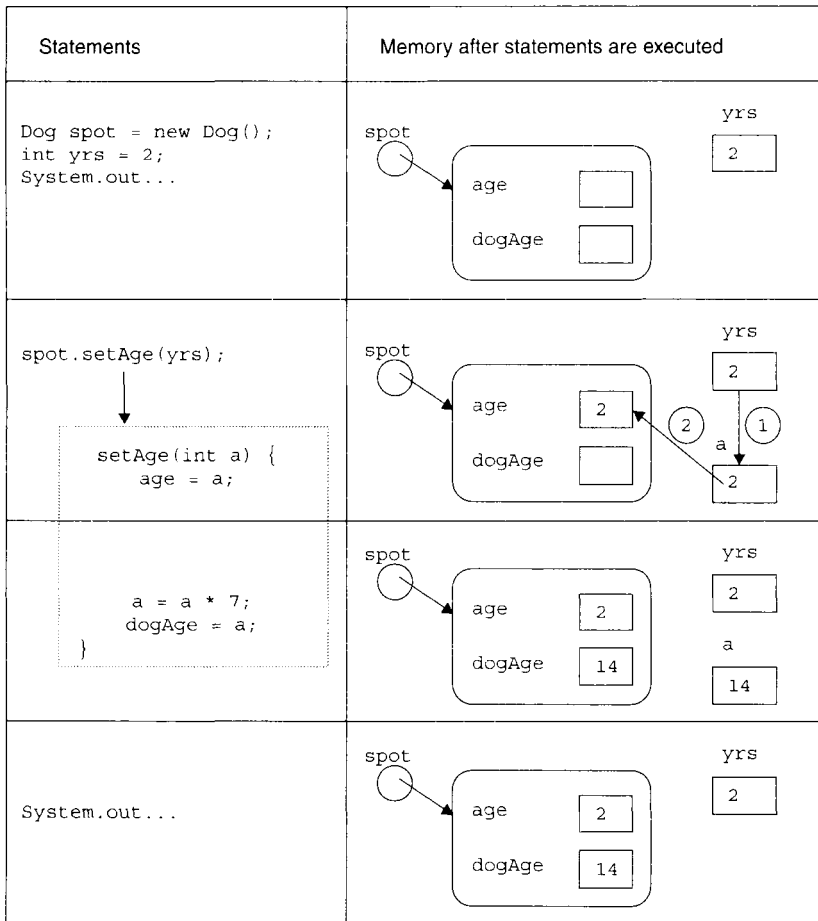 Statements
Memory after statements are executed
Dog spot = new Dog();
int yrs = 2;
System.out...
spot
age
dogAge
yrs
2
spot.setAge(yrs);
setAge(int a) {
age = a;
spot
age
2
dogAge
yrs
2
2
1
a
2
a = a * 7;
dogAge = a;
}
spot
age
2
dogAge
14
yrs
2
a
14
System.out...
spot
age
2
dogAge
14
yrs
2